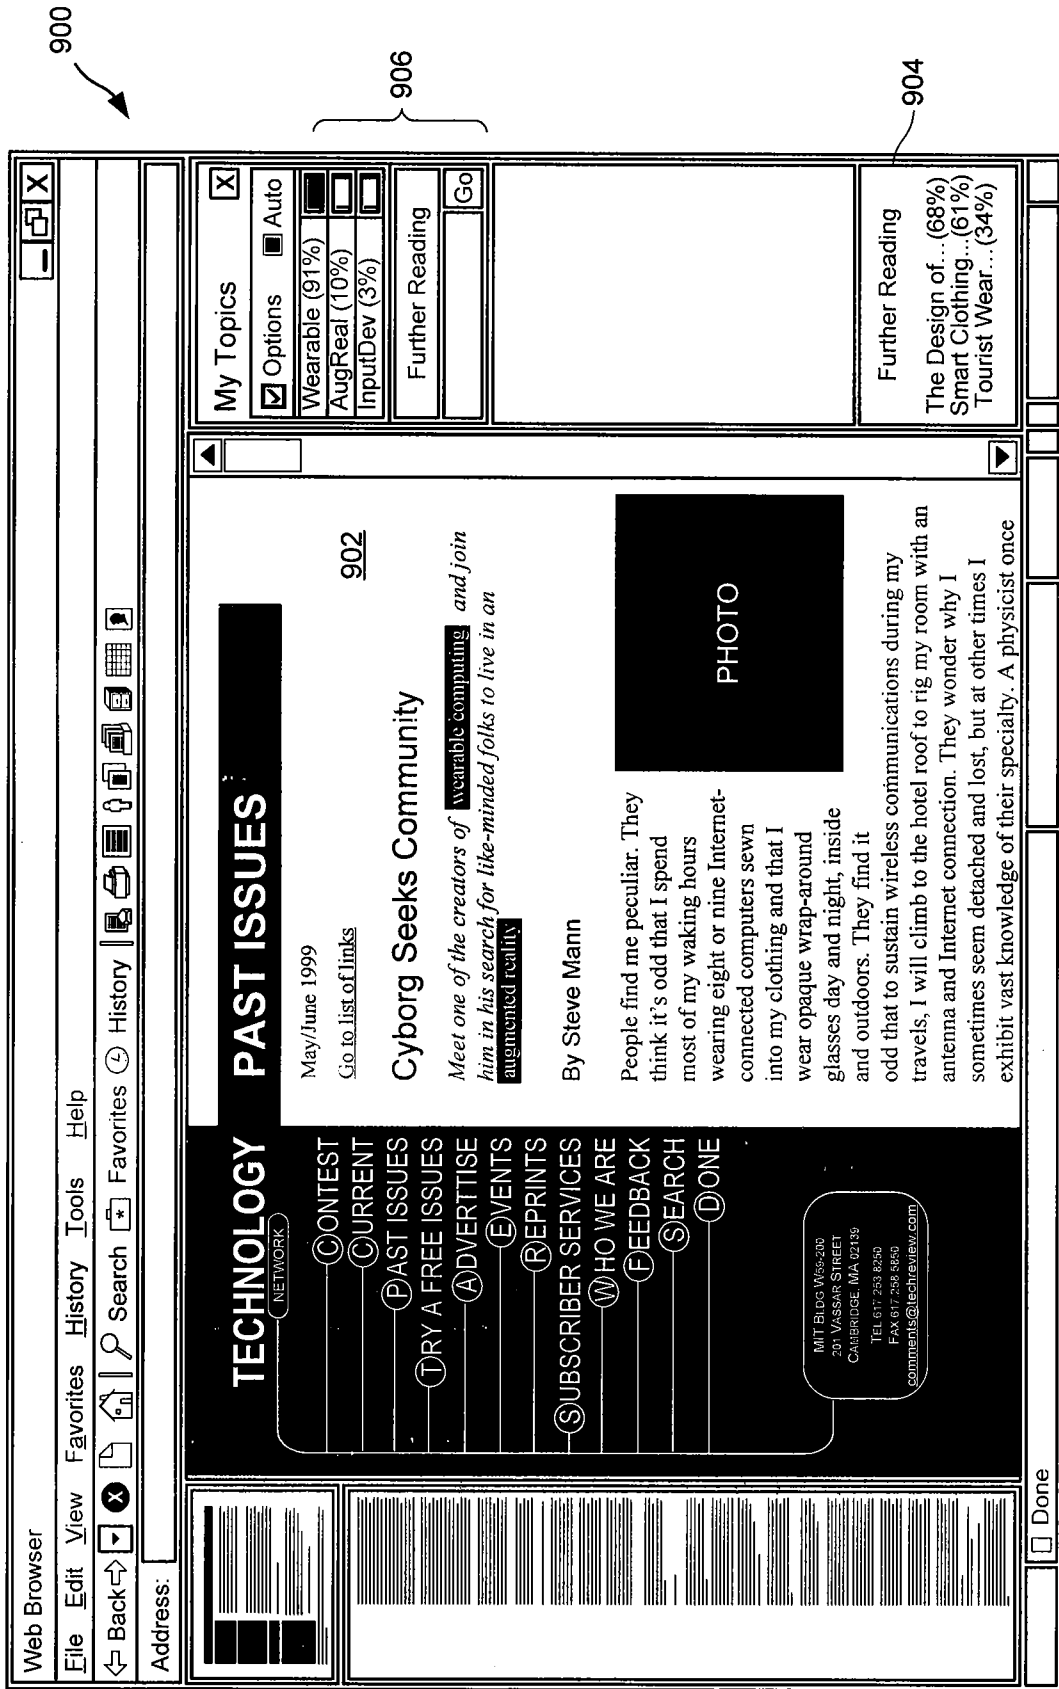 900
Web Browser
File Edit View Favorites History Tools Help
Back Search Favorites History
Address:
TECHNOLOGY
NETWORK
CONTEST
CURRENT
PAST ISSUES
TRY A FREE ISSUES
ADVERTTISE
EVENTS
REPRINTS
SUBSCRIBER SERVICES
WHO WE ARE
FEEDBACK
SEARCH
DONE
MIT BLDG W59-200
201 VASSAR STREET
CAMBRIDGE, MA 02139
TEL 617 253 8250
FAX 617 258 5850
comments@techreview.com
PAST ISSUES
May/June 1999
Go to list of links
902
Cyborg Seeks Community
Meet one of the creators of wearable computing and join
him in his search for like-minded folks to live in an
augmented reality
By Steve Mann
People find me peculiar. They
think it's odd that I spend
most of my waking hours
wearing eight or nine Internet-
connected computers sewn
into my clothing and that I
wear opaque wrap-around
glasses day and night, inside
and outdoors. They find it
odd that to sustain wireless communications during my
travels, I will climb to the hotel roof to rig my room with an
antenna and Internet connection. They wonder why I
sometimes seem detached and lost, but at other times I
exhibit vast knowledge of their specialty. A physicist once
PHOTO
My Topics X
Options Auto
Wearable (91%)
AugReal (10%)
InputDev (3%)
Further Reading
Go
906
Further Reading
The Design of...(68%)
Smart Clothing...(61%)
Tourist Wear...(34%)
904
Done